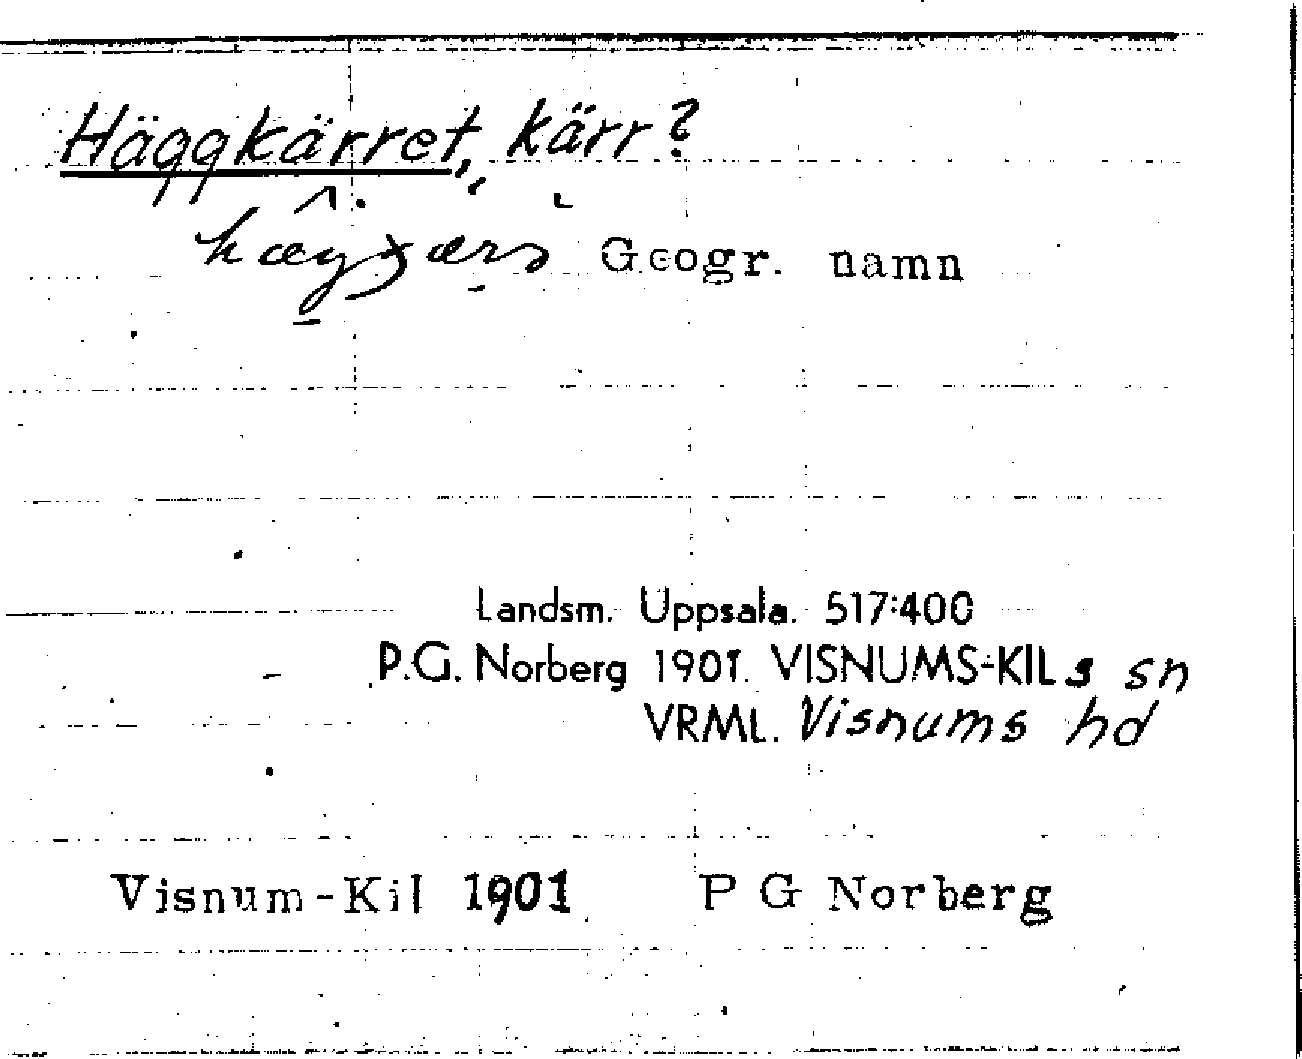 Häggkärret, kärr?
Geogr. namn
Landsm. Uppsala. 517:400
P.G. Norberg 1901. VISNUMS-KILs sn
VRML. Visnums hd
Visnum-Kil 1901 P G Norberg